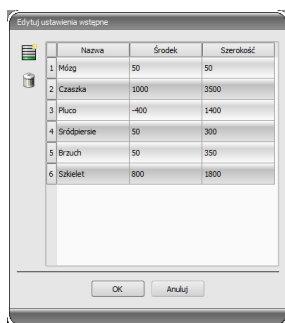 Edytuj ustawienia wstępne
Nazwa Środek Szerokość
1 Mózg 50 50
2 Czaszka 1000 3500
3 Płuco -400 1400
4 Śródpiersie 50 300
5 Brzuch 50 350
6 Szkielet 800 1800
OK Anuluj